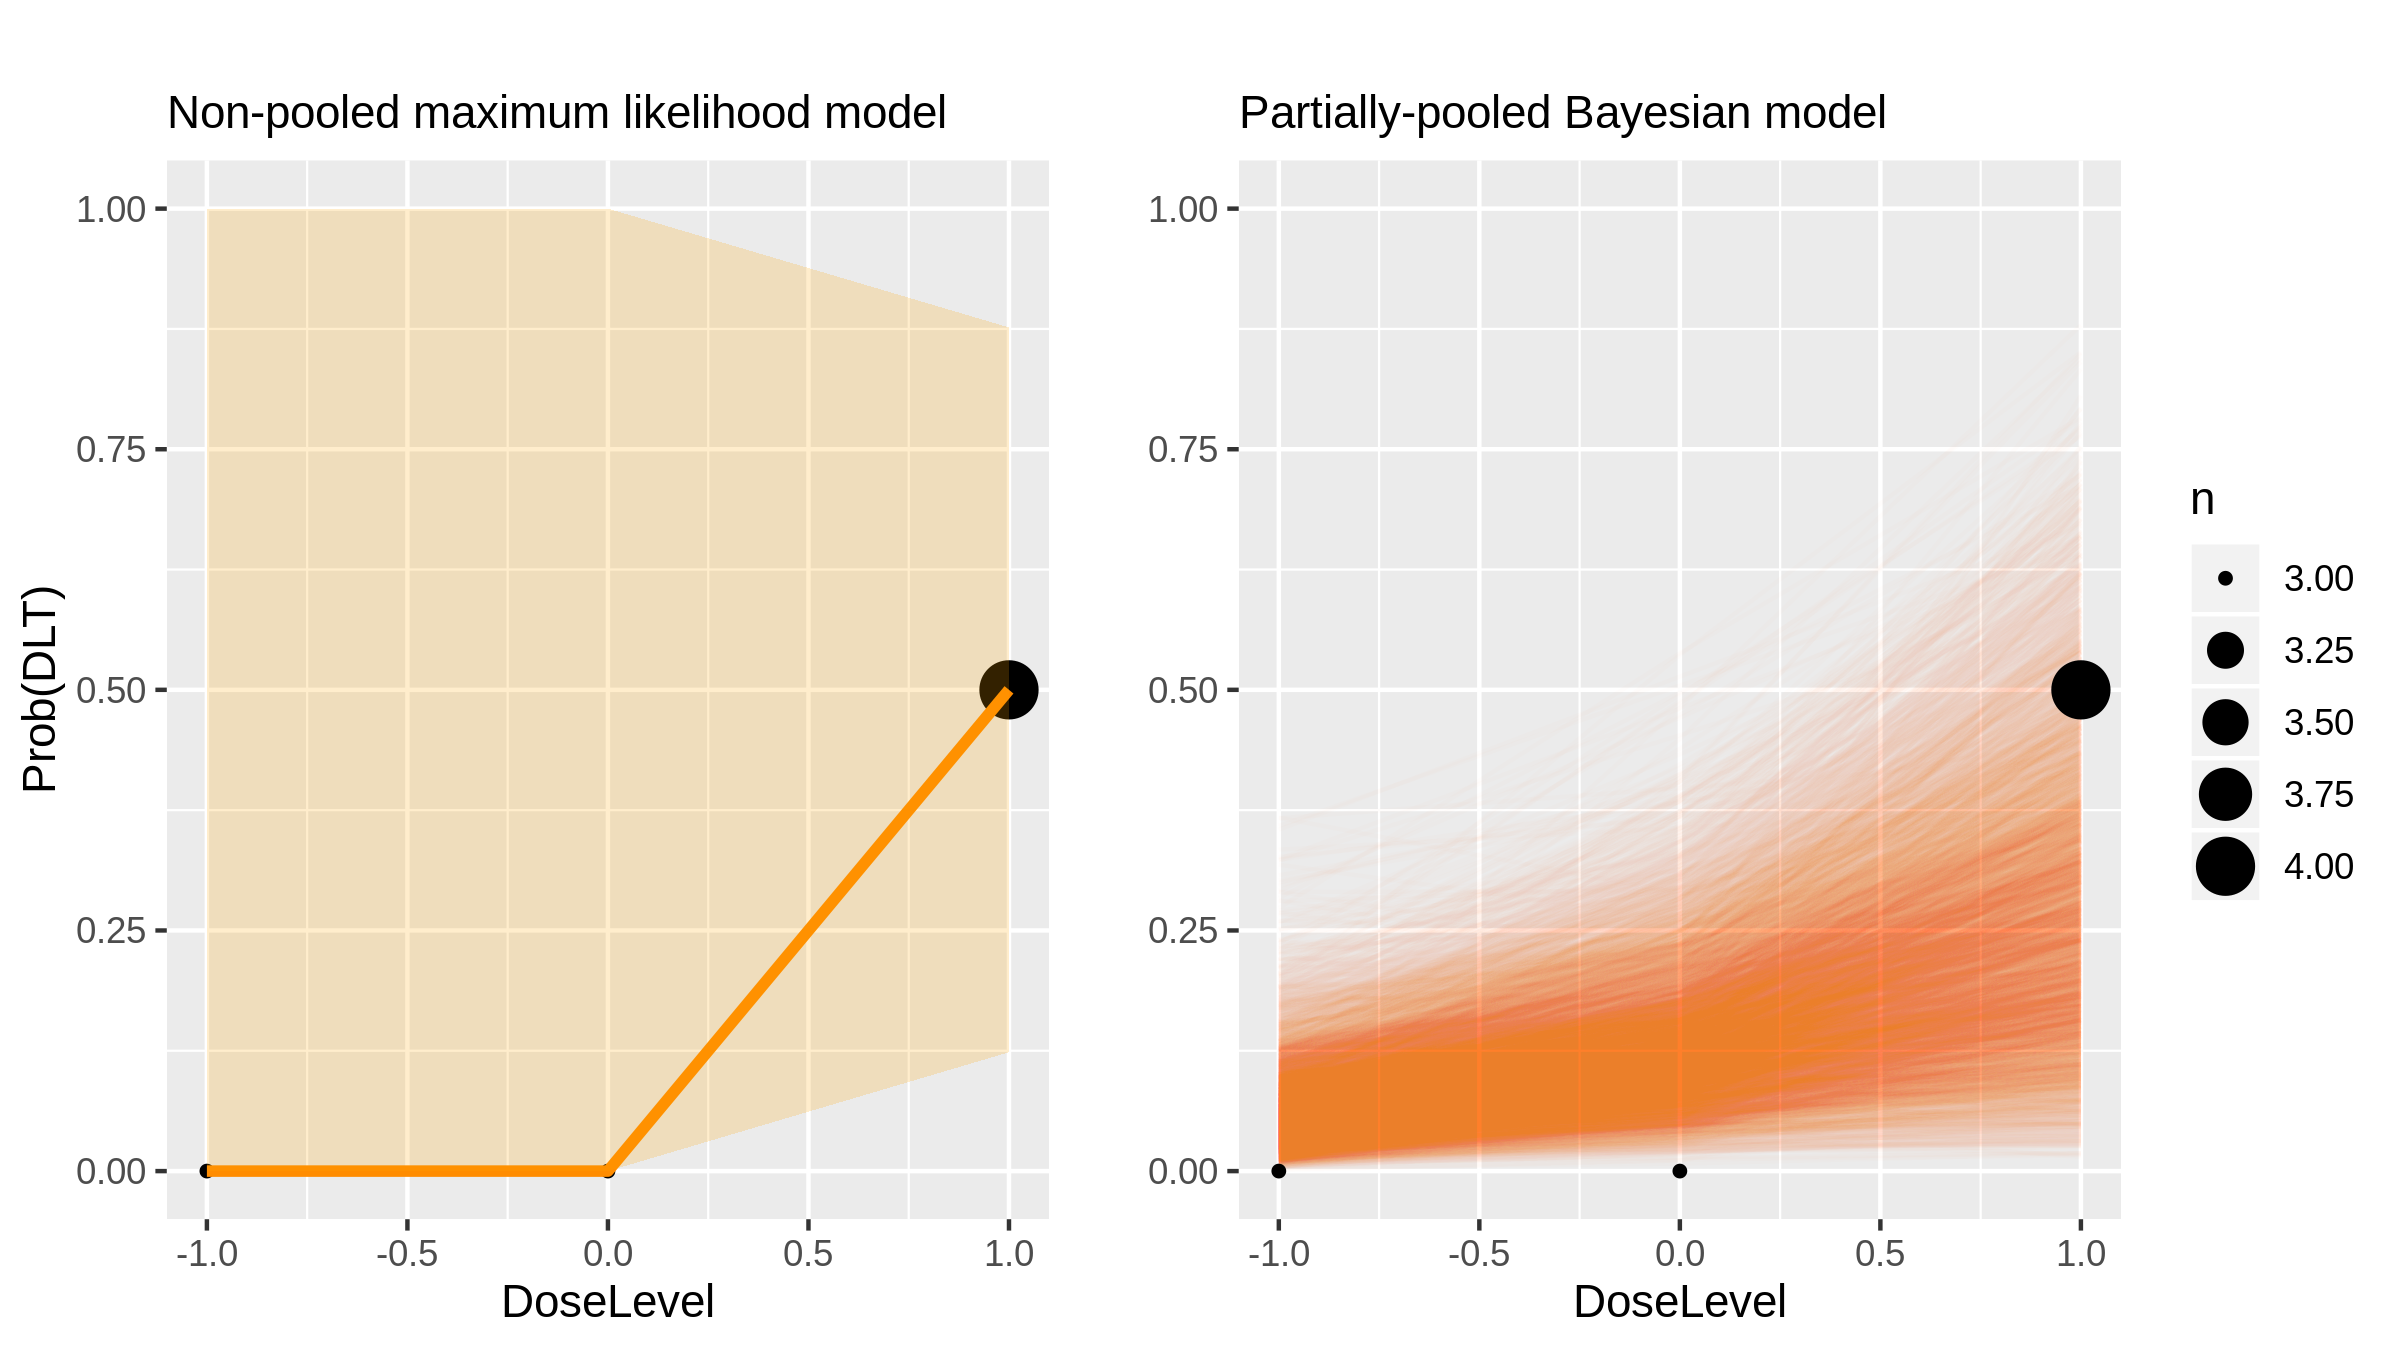 Non-pooled maximum likelihood model
Prob(DLT)
1.00
0.75
0.50
0.25
0.00
-1.0 -0.5 0.0 0.5 1.0
DoseLevel
Partially-pooled Bayesian model
1.00
0.75
0.50
0.25
0.00
-1.0 -0.5 0.0 0.5 1.0
DoseLevel
n
3.00
3.25
3.50
3.75
4.00